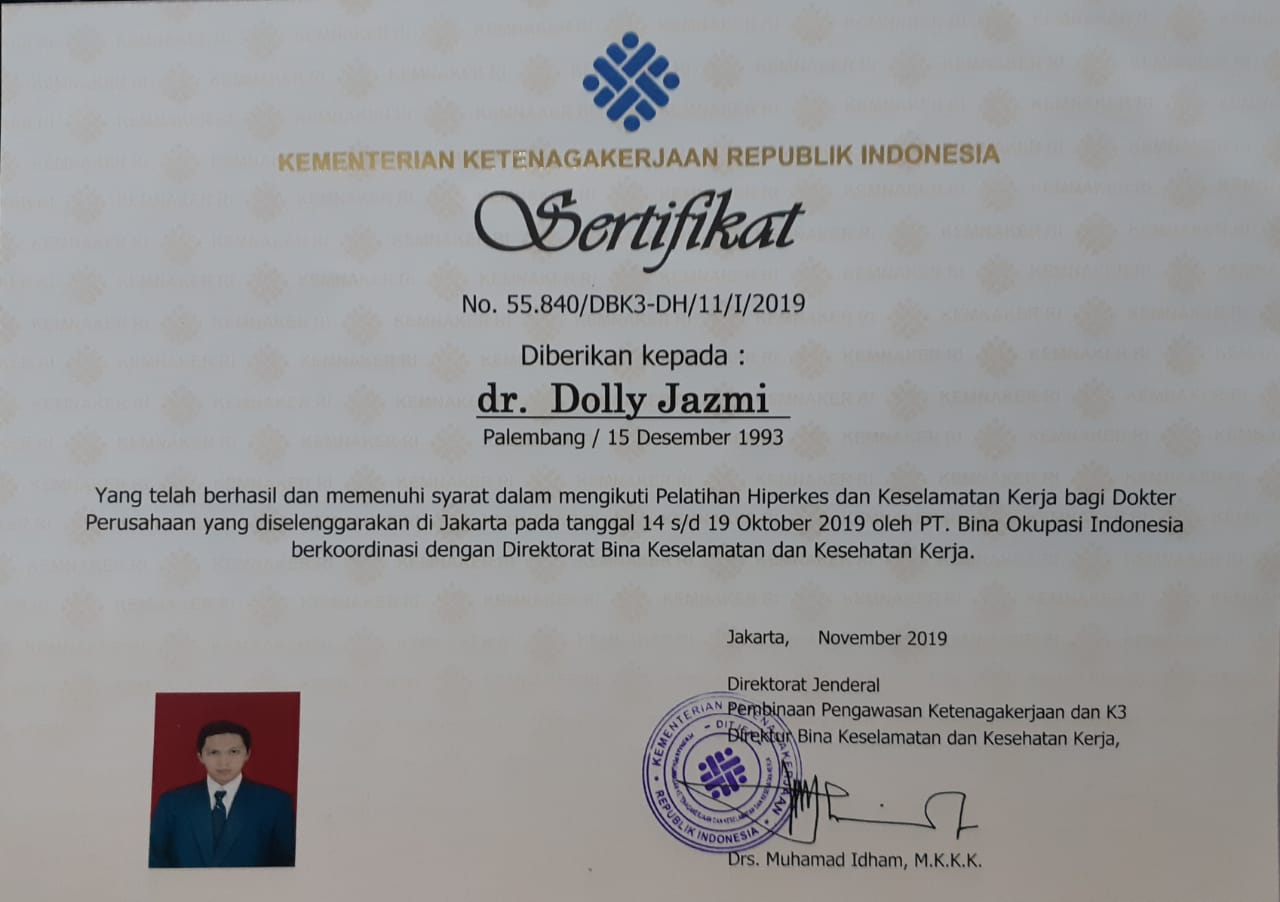 KEMENTERIAN KETENAGAKERJAAN REPUBLIK INDONESIA
Sertifikat
No. 55.840/DBK3-DH/11/I/2019
Diberikan kepada :
dr. Dolly Jazmi
Palembang / 15 Desember 1993
Yang telah berhasil dan memenuhi syarat dalam mengikuti Pelatihan Hiperkes dan Keselamatan Kerja bagi Dokter
Perusahaan yang diselenggarakan di Jakarta pada tanggal 14 s/d 19 Oktober 2019 oleh PT. Bina Okupasi Indonesia
berkoordinasi dengan Direktorat Bina Keselamatan dan Kesehatan Kerja.
Jakarta, November 2019
Direktorat Jenderal
Pembinaan Pengawasan Ketenagakerjaan dan K3
Direktur Bina Keselamatan dan Kesehatan Kerja,
KEMENTERIAN KETENAGAKERJAAN
REPUBLIK INDONESIA
Drs. Muhamad Idham, M.K.K.K.
KEMNAKER RI